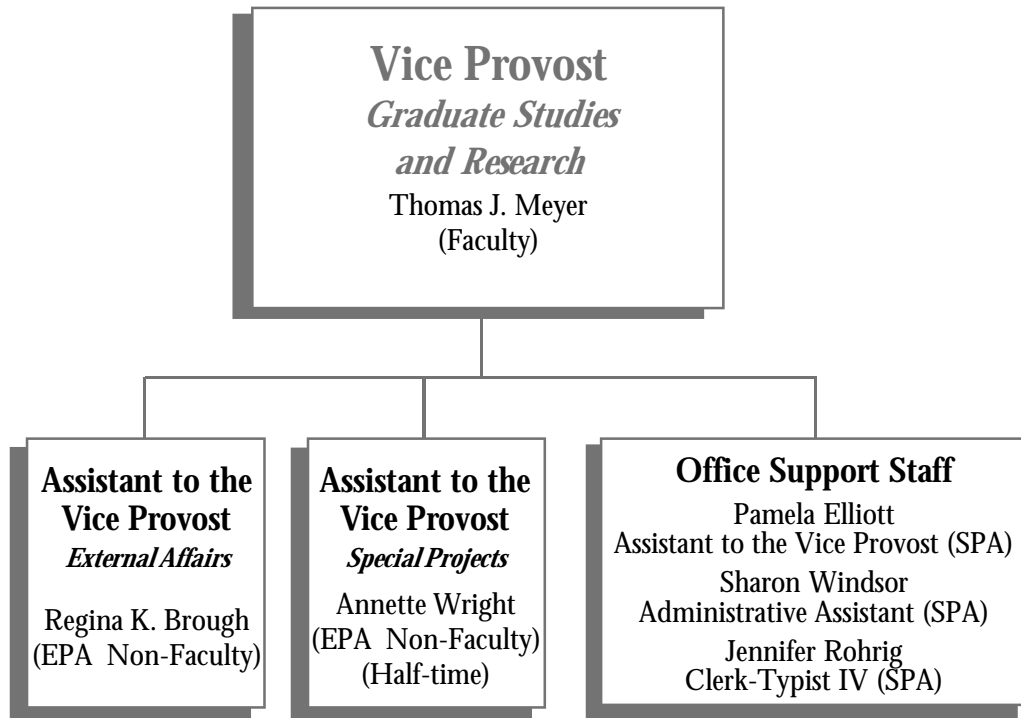 Vice Provost
Graduate Studies
and Research
Thomas J. Meyer
(Faculty)
Assistant to the
Vice Provost
External Affairs
Regina K. Brough
(EPA Non-Faculty)
Assistant to the
Vice Provost
Special Projects
Annette Wright
(EPA Non-Faculty)
(Half-time)
Office Support Staff
Pamela Elliott
Assistant to the Vice Provost (SPA)
Sharon Windsor
Administrative Assistant (SPA)
Jennifer Rohrig
Clerk-Typist IV (SPA)